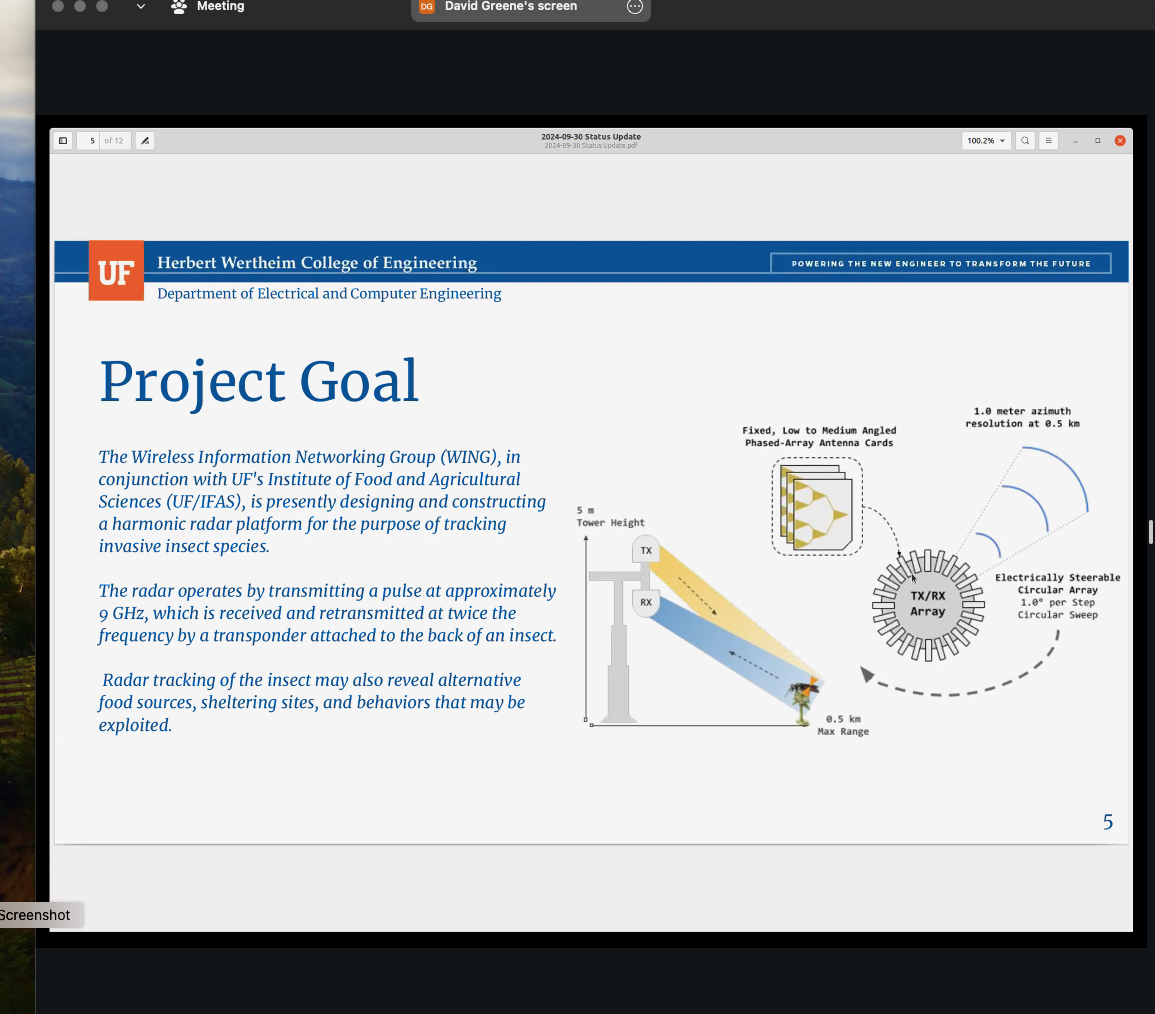 Meeting
DG David Greene's screen
5 of 12
2024-09-30 Status Update
2024-09-30 Status Update.pdf
100.2%
UF
Herbert Wertheim College of Engineering
POWERING THE NEW ENGINEER TO TRANSFORM THE FUTURE
Department of Electrical and Computer Engineering
Project Goal
The Wireless Information Networking Group (WING), in
conjunction with UF's Institute of Food and Agricultural
Sciences (UF/IFAS), is presently designing and constructing
a harmonic radar platform for the purpose of tracking
invasive insect species.
The radar operates by transmitting a pulse at approximately
9 GHz, which is received and retransmitted at twice the
frequency by a transponder attached to the back of an insect.
Radar tracking of the insect may also reveal alternative
food sources, sheltering sites, and behaviors that may be
exploited.
5 m
Tower Height
TX
RX
0.5 km
Max Range
Fixed, Low to Medium Angled
Phased-Array Antenna Cards
1.0 meter azimuth
resolution at 0.5 km
TX/RX
Array
Electrically Steerable
Circular Array
1.0° per Step
Circular Sweep
5
Screenshot